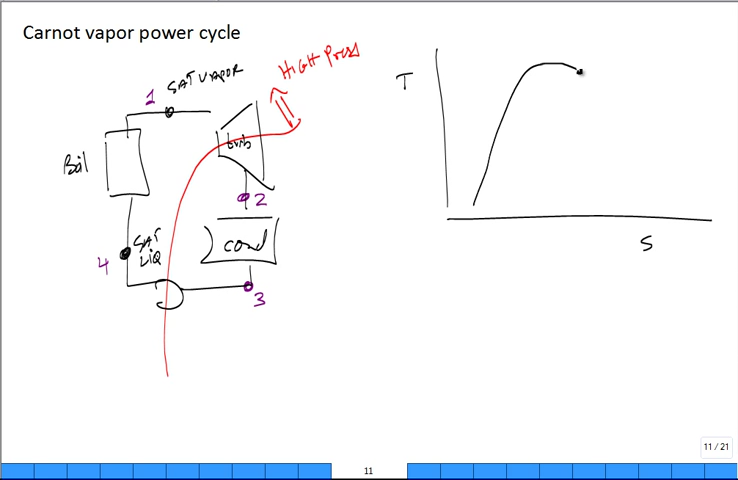 Carnot vapor power cycle
1
SAT VAPOR
High Press
T
Boil
turb
2
SAT
LIQ
4
cond
3
S
11 / 21
11